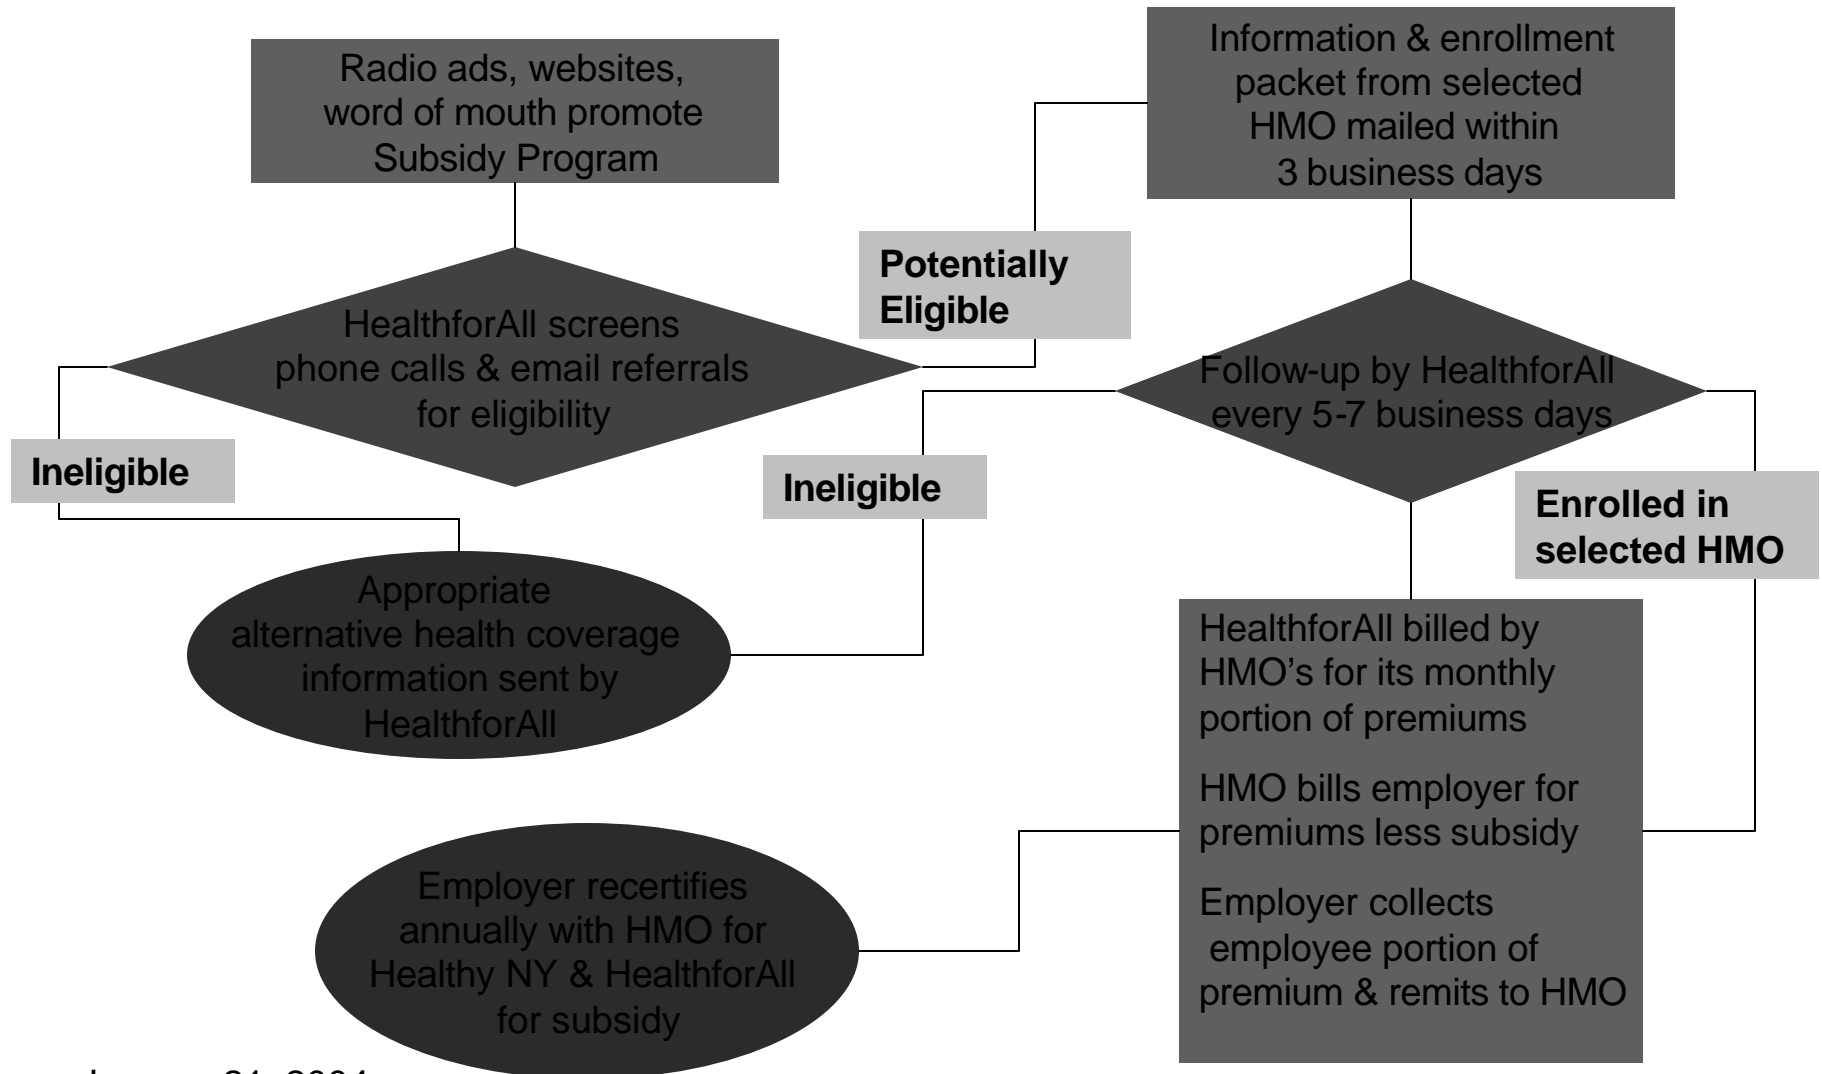 Radio ads, websites,
word of mouth promote
Subsidy Program
Information & enrollment
packet from selected
HMO mailed within
3 business days
Potentially
Eligible
HealthforAll screens
phone calls & email referrals
for eligibility
Follow-up by HealthforAll
every 5-7 business days
Ineligible
Ineligible
Enrolled in
selected HMO
Appropriate
alternative health coverage
information sent by
HealthforAll
HealthforAll billed by
HMO's for its monthly
portion of premiums
HMO bills employer for
premiums less subsidy
Employer collects
employee portion of
premium & remits to HMO
Employer recertifies
annually with HMO for
Healthy NY & HealthforAll
for subsidy